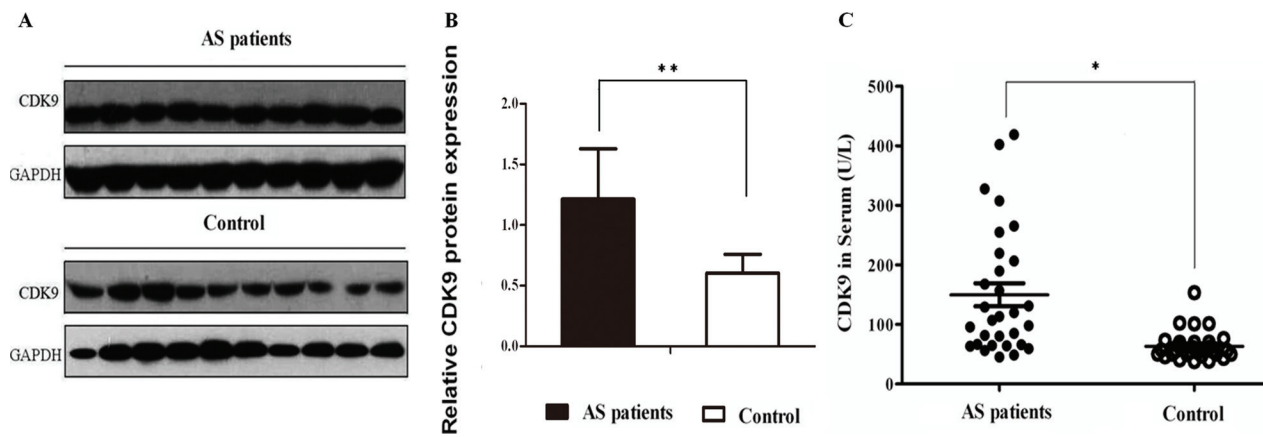 A
AS patients
CDK9
GAPDH
Control
CDK9
GAPDH
B
Relative CDK9 protein expression
**
2.0
1.5
1.0
0.5
0.0
AS patients
Control
C
*
CDK9 in Serum (U/L)
500
400
300
200
100
0
AS patients
Control